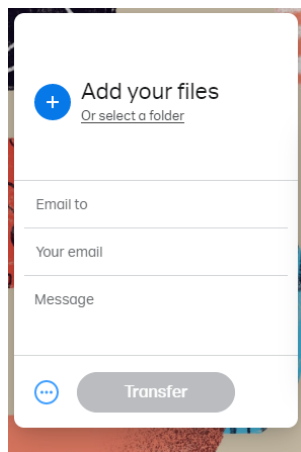 Add your files
Or select a folder
Email to
Your email
Message
Transfer